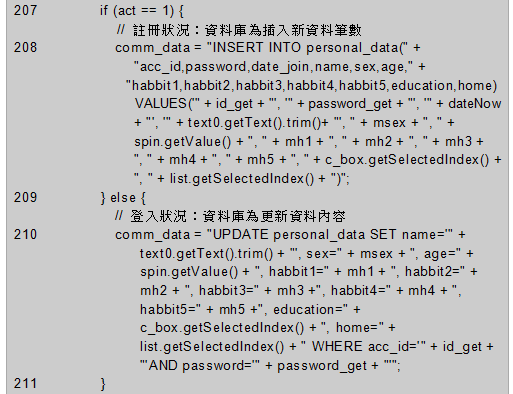 207 if (act == 1) {
// 註冊狀況：資料庫為插入新資料筆數
208 comm_data = "INSERT INTO personal_data(" +
"acc_id,password,date_join,name,sex,age," +
"habbit1,habbit2,habbit3,habbit4,habbit5,education,home)
VALUES('" + id_get + "', '" + password_get + "', '" + dateNow
+ "', '" + text0.getText().trim()+ "', " + msex + ", " +
spin.getValue() + ", " + mh1 + ", " + mh2 + ", " + mh3 +
", " + mh4 + ", " + mh5 + ", " + c_box.getSelectedIndex() +
", " + list.getSelectedIndex() + ")";
209 } else {
// 登入狀況：資料庫為更新資料內容
210 comm_data = "UPDATE personal_data SET name='" +
text0.getText().trim() + "', sex=" + msex + ", age=" +
spin.getValue() + ", habbit1=" + mh1 + ", habbit2=" +
mh2 + ", habbit3=" + mh3 +", habbit4=" + mh4 + ",
habbit5=" + mh5 +", education=" +
c_box.getSelectedIndex() + ", home=" +
list.getSelectedIndex() + " WHERE acc_id='" + id_get +
"'AND password='" + password_get + "'";
211 }